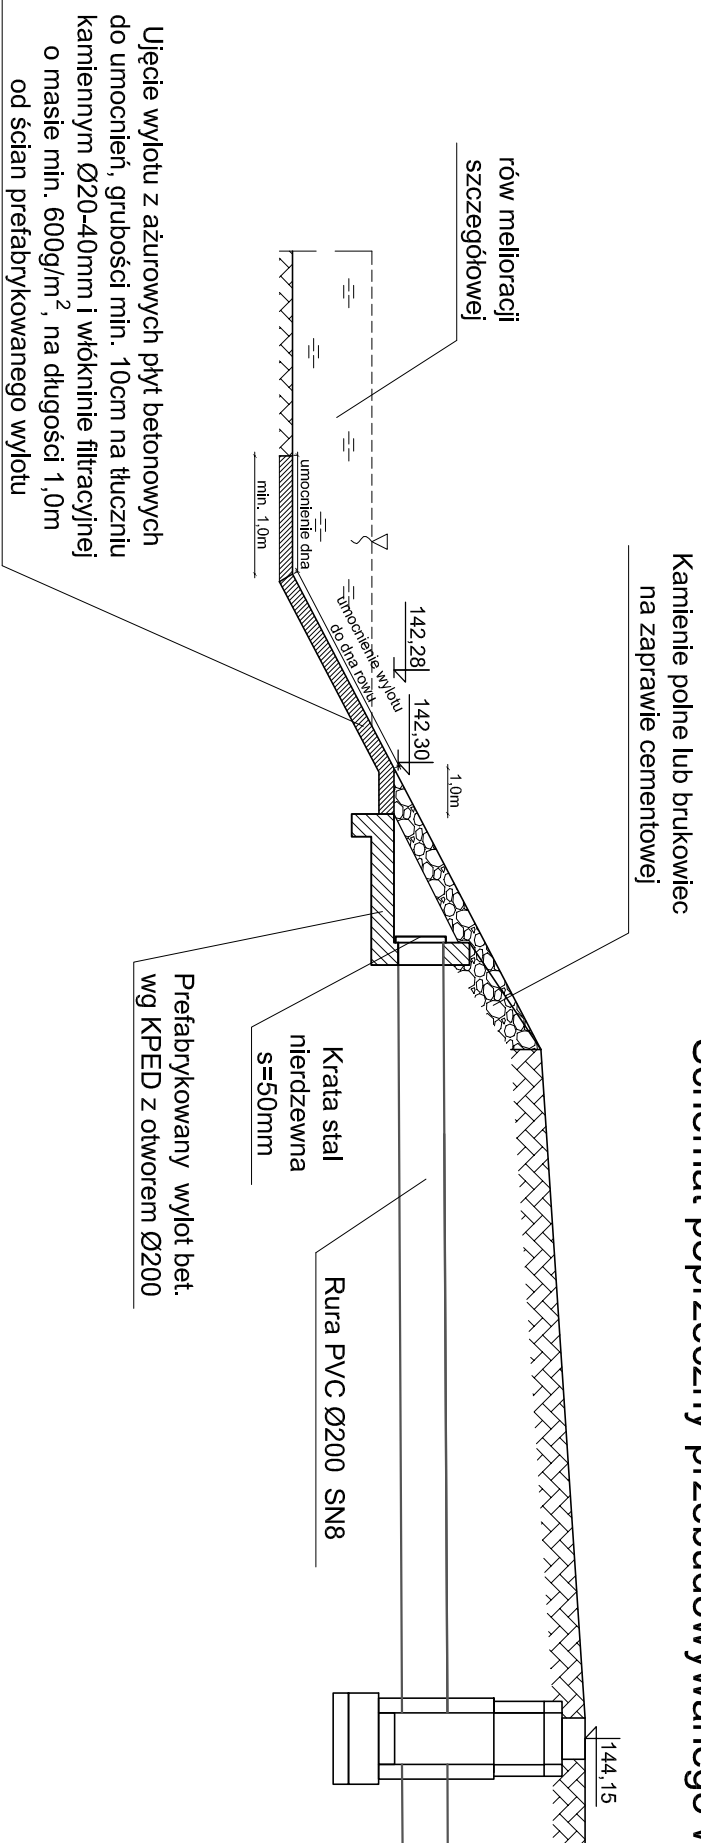 Schemat poprzeczny przebudowywanego
Kamienie polne lub brukowiec
na zaprawie cementowej
rów melioracji
szczegółowej
144,15
142,28
142,30
1,0m
umocnienie wylotu
do dna rowu
umocnienie dna
min. 1,0m
Rura PVC Ø200 SN8
Krata stal
nierdzewna
s=50mm
Prefabrykowany wylot bet.
wg KPED z otworem Ø200
Ujęcie wylotu z ażurowych płyt betonowych
do umocnień, grubości min. 10cm na tłuczniu
kamiennym Ø20-40mm i włókninie filtracyjnej
o masie min. 600g/m², na długości 1,0m
od ścian prefabrykowanego wylotu